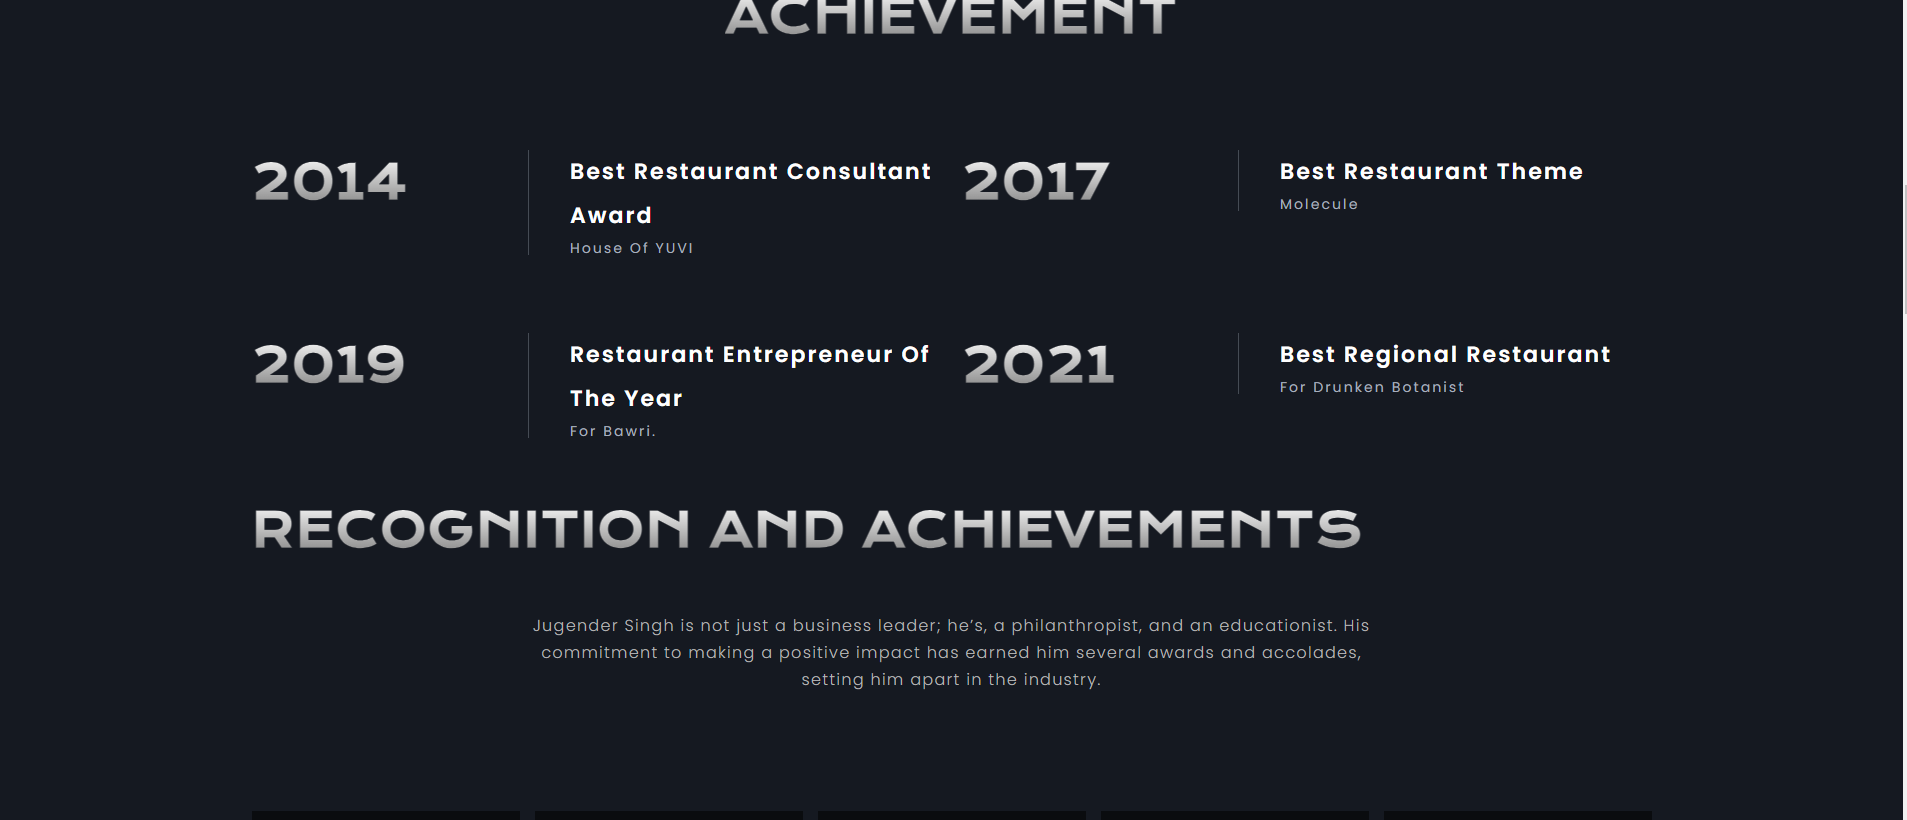 ACHIEVEMENT
2014
Best Restaurant Consultant
Award
House Of YUVI
2017
Best Restaurant Theme
Molecule
2019
Restaurant Entrepreneur Of
The Year
For Bawri.
2021
Best Regional Restaurant
For Drunken Botanist
RECOGNITION AND ACHIEVEMENTS
Jugender Singh is not just a business leader; he’s, a philanthropist, and an educationist. His
commitment to making a positive impact has earned him several awards and accolades,
setting him apart in the industry.